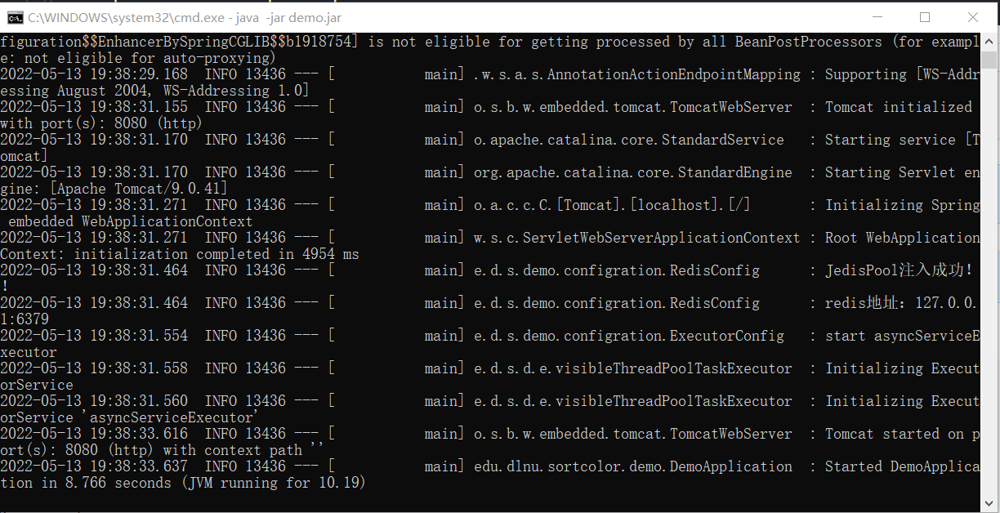 C:\WINDOWS\system32\cmd.exe - java  -jar demo.jar
figuration$$EnhancerBySpringCGLIB$$b1918754] is not eligible for getting processed by all BeanPostProcessors (for exampl
e: not eligible for auto-proxying)
2022-05-13 19:38:29.168  INFO 13436 --- [           main] .w.s.a.s.AnnotationActionEndpointMapping : Supporting [WS-Addr
essing August 2004, WS-Addressing 1.0]
2022-05-13 19:38:31.155  INFO 13436 --- [           main] o.s.b.w.embedded.tomcat.TomcatWebServer  : Tomcat initialized
with port(s): 8080 (http)
2022-05-13 19:38:31.170  INFO 13436 --- [           main] o.apache.catalina.core.StandardService   : Starting service [T
omcat]
2022-05-13 19:38:31.170  INFO 13436 --- [           main] org.apache.catalina.core.StandardEngine  : Starting Servlet en
gine: [Apache Tomcat/9.0.41]
2022-05-13 19:38:31.271  INFO 13436 --- [           main] o.a.c.c.C.[Tomcat].[localhost].[/]       : Initializing Spring
 embedded WebApplicationContext
2022-05-13 19:38:31.271  INFO 13436 --- [           main] w.s.c.ServletWebServerApplicationContext : Root WebApplication
Context: initialization completed in 4954 ms
2022-05-13 19:38:31.464  INFO 13436 --- [           main] e.d.s.demo.configration.RedisConfig      : JedisPool注入成功！
！
2022-05-13 19:38:31.464  INFO 13436 --- [           main] e.d.s.demo.configration.RedisConfig      : redis地址：127.0.0.
1:6379
2022-05-13 19:38:31.554  INFO 13436 --- [           main] e.d.s.demo.configration.ExecutorConfig   : start asyncServiceE
xecutor
2022-05-13 19:38:31.558  INFO 13436 --- [           main] e.d.s.d.e.visibleThreadPoolTaskExecutor  : Initializing Execut
orService
2022-05-13 19:38:31.560  INFO 13436 --- [           main] e.d.s.d.e.visibleThreadPoolTaskExecutor  : Initializing Execut
orService 'asyncServiceExecutor'
2022-05-13 19:38:33.616  INFO 13436 --- [           main] o.s.b.w.embedded.tomcat.TomcatWebServer  : Tomcat started on p
ort(s): 8080 (http) with context path ''
2022-05-13 19:38:33.637  INFO 13436 --- [           main] edu.dlnu.sortcolor.demo.DemoApplication  : Started DemoApplica
tion in 8.766 seconds (JVM running for 10.19)